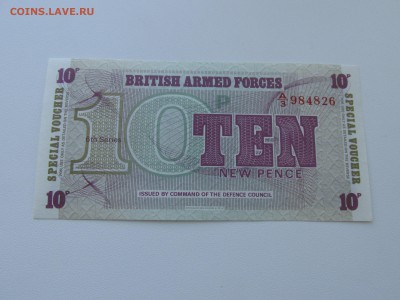 COINS.LAVE.RU
10P BRITISH ARMED FORCES 10P
A/3 984826
SPECIAL VOUCHER
6th Series
10
P
TEN
NEW PENCE
SPECIAL VOUCHER
ISSUED BY COMMAND OF THE DEFENCE COUNCIL
10P 10P